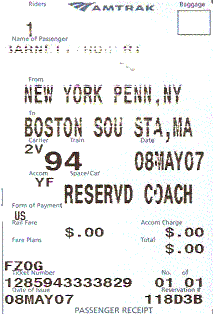 Riders AMTRAK Baggage
1
Name of Passenger
From
NEW YORK PENN,NY
To
BOSTON SOU STA,MA
Carrier Train Date
2V 94 08MAY07
Accom Space/Car
YF RESERVD COACH
Form of Payment
US
Rail Fare Accom Charge
$.00 $.00
Fare Plans Total
$.00
FZ0G
Ticket Number No. of
1285943333829 01 01
Date of Issue Reservation #
08MAY07 118D3B
PASSENGER RECEIPT